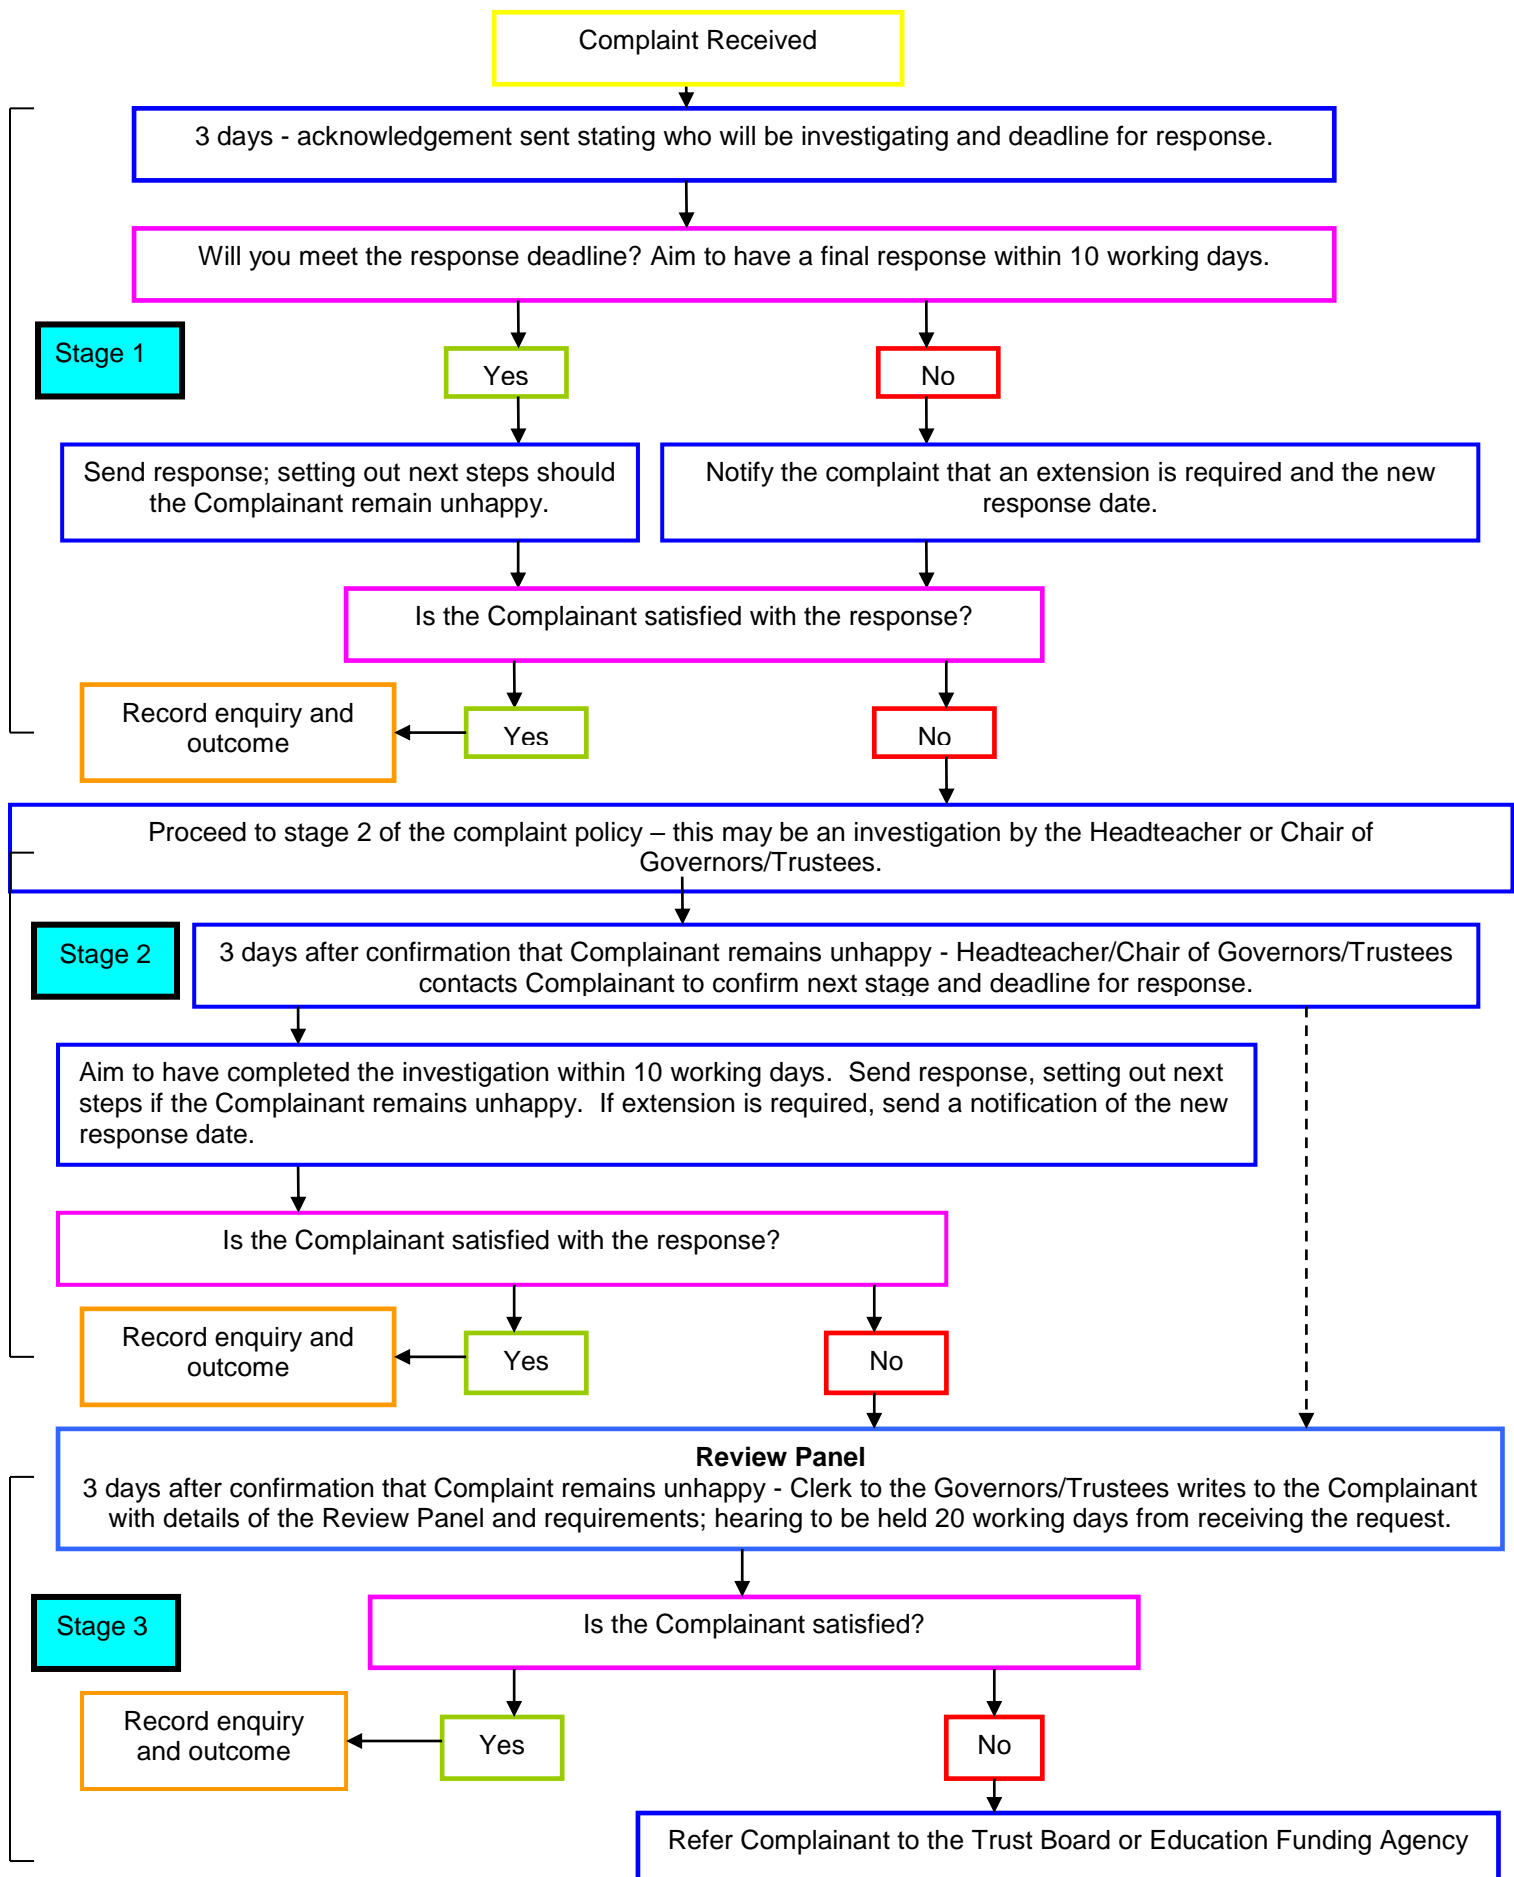 Complaint Received
3 days - acknowledgement sent stating who will be investigating and deadline for response.
Will you meet the response deadline? Aim to have a final response within 10 working days.
Stage 1
Yes
No
Send response; setting out next steps should
the Complainant remain unhappy.
Notify the complaint that an extension is required and the new
response date.
Is the Complainant satisfied with the response?
Record enquiry and
outcome
Yes
No
Proceed to stage 2 of the complaint policy – this may be an investigation by the Headteacher or Chair of
Governors/Trustees.
Stage 2
3 days after confirmation that Complainant remains unhappy - Headteacher/Chair of Governors/Trustees
contacts Complainant to confirm next stage and deadline for response.
Aim to have completed the investigation within 10 working days.  Send response, setting out next
steps if the Complainant remains unhappy.  If extension is required, send a notification of the new
response date.
Is the Complainant satisfied with the response?
Record enquiry and
outcome
Yes
No
Review Panel
3 days after confirmation that Complaint remains unhappy - Clerk to the Governors/Trustees writes to the Complainant
with details of the Review Panel and requirements; hearing to be held 20 working days from receiving the request.
Stage 3
Is the Complainant satisfied?
Record enquiry
and outcome
Yes
No
Refer Complainant to the Trust Board or Education Funding Agency